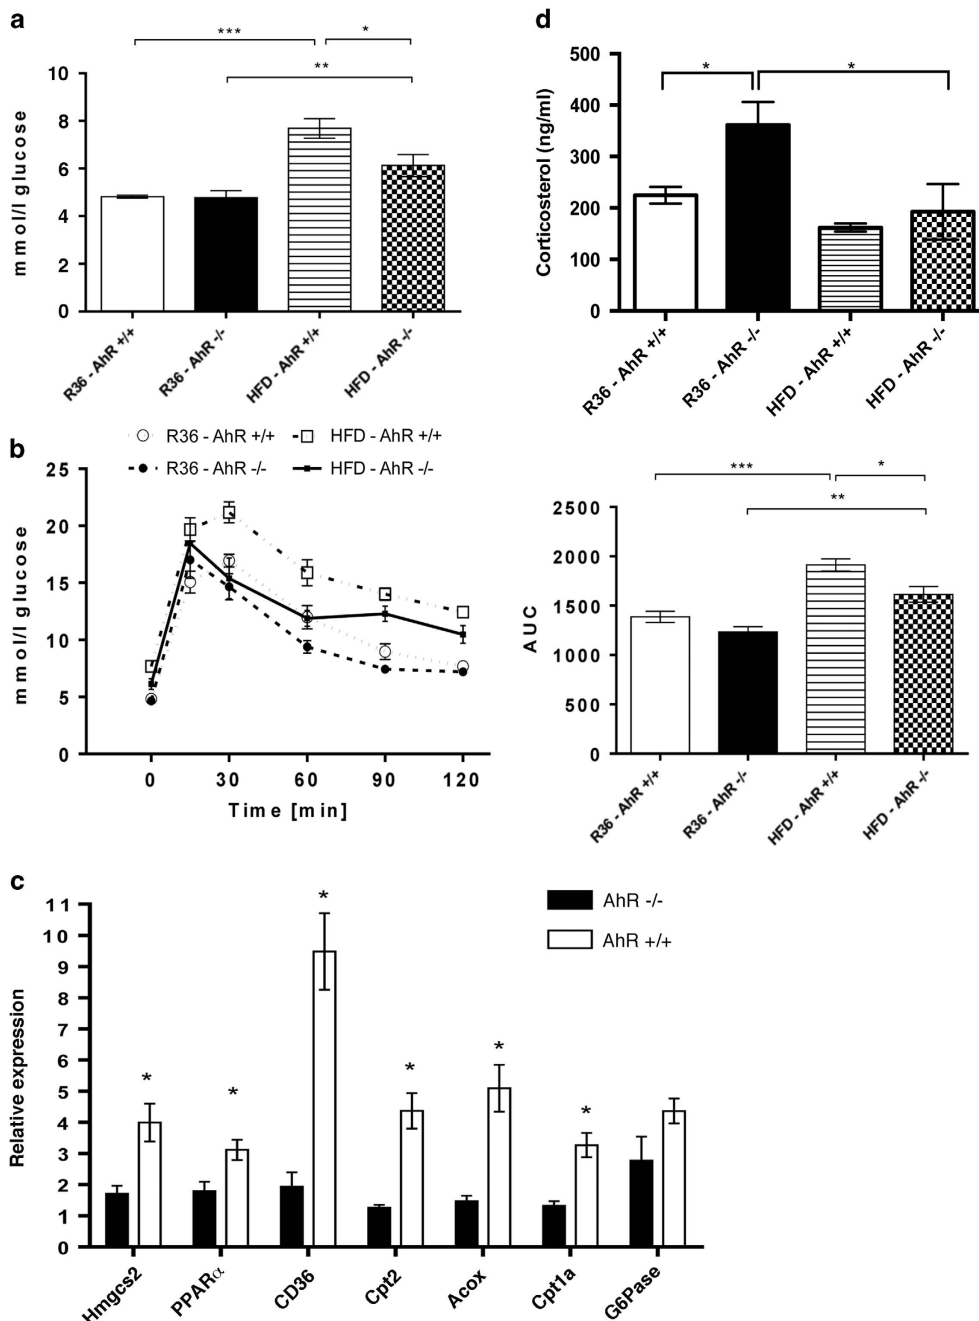 a
***
*
**
mmol/l glucose
10
8
6
4
2
0
R36 - AhR +/+
R36 - AhR -/-
HFD - AhR +/+
HFD - AhR -/-
d
*
*
Corticosterol (ng/ml)
500
400
300
200
100
0
R36 - AhR +/+
R36 - AhR -/-
HFD - AhR +/+
HFD - AhR -/-
b
R36 - AhR +/+
HFD - AhR +/+
R36 - AhR -/-
HFD - AhR -/-
mmol/l glucose
25
20
15
10
5
0
0 30 60 90 120
Time [min]
***
*
**
AUC
2500
2000
1500
1000
500
0
R36 - AhR +/+
R36 - AhR -/-
HFD - AhR +/+
HFD - AhR -/-
c
AhR -/-
AhR +/+
Relative expression
11
10
9
8
7
6
5
4
3
2
1
0
* * * * * *
Hmgcs2
PPARα
CD36
Cpt2
Acox
Cpt1a
G6Pase